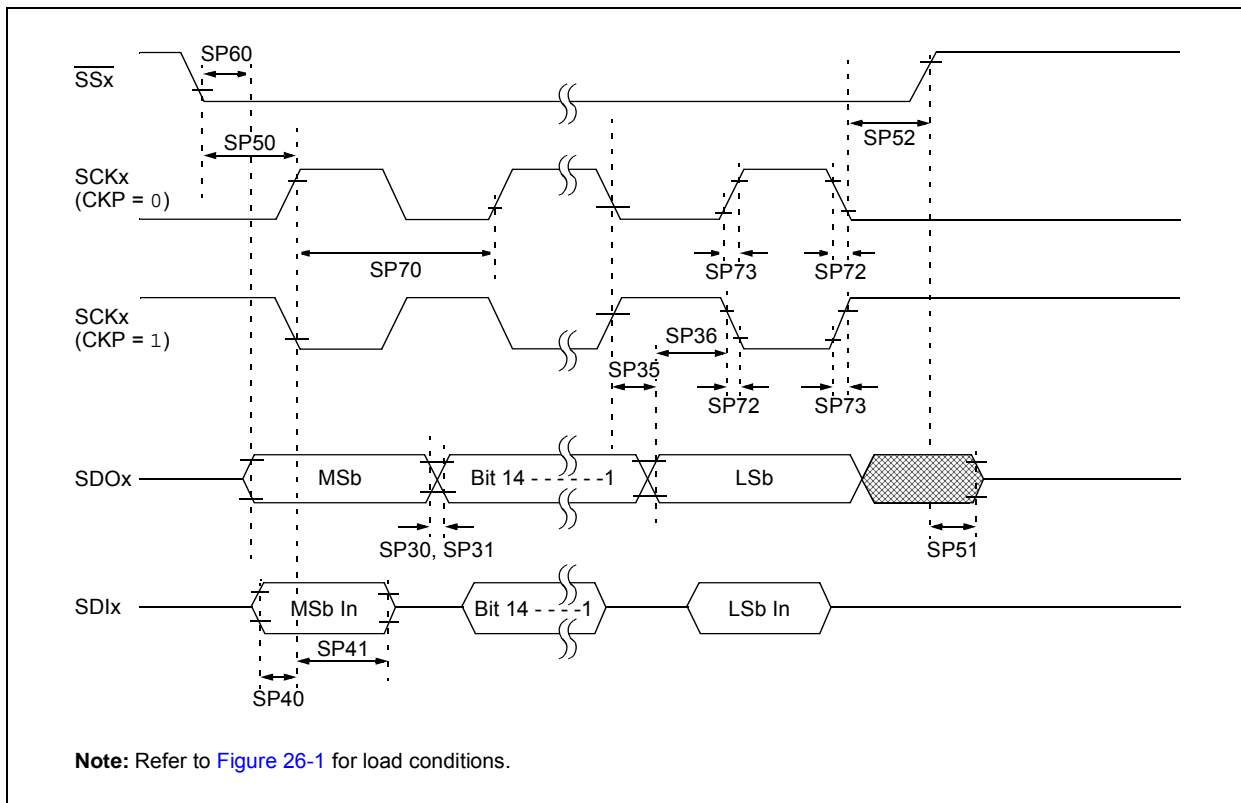 SP60
SSx
SP50
SP52
SCKx
(CKP = 0)
SP70
SP73
SP72
SCKx
(CKP = 1)
SP36
SP35
SP72
SP73
SDOx
MSb
Bit 14 - - - - - -1
LSb
SP30, SP31
SP51
SDIx
MSb In
Bit 14 - - - -1
LSb In
SP41
SP40
Note: Refer to Figure 26-1 for load conditions.